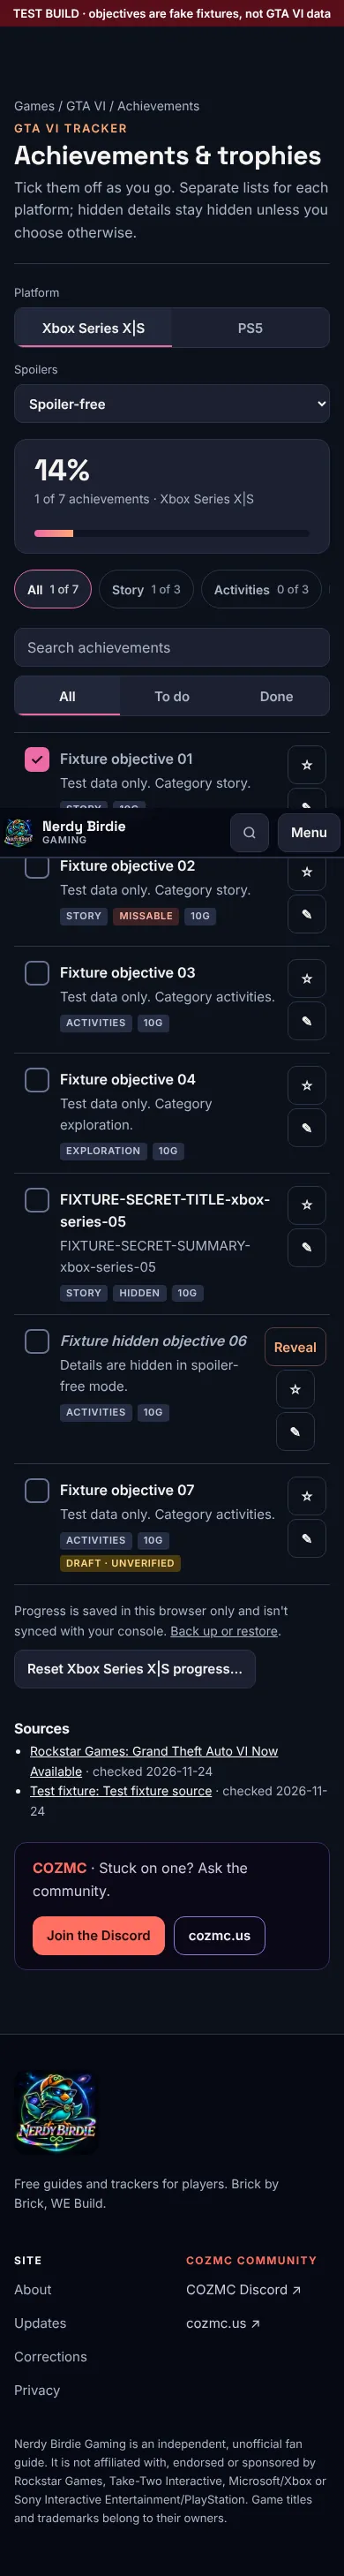 TEST BUILD · objectives are fake fixtures, not GTA VI data
Games / GTA VI / Achievements
GTA VI TRACKER
Achievements & trophies
Tick them off as you go. Separate lists for each
platform; hidden details stay hidden unless you
choose otherwise.
Platform
Xbox Series X|S
PS5
Spoilers
Spoiler-free
14%
1 of 7 achievements · Xbox Series X|S
All 1 of 7
Story 1 of 3
Activities 0 of 3
Search achievements
All
To do
Done
Fixture objective 01
Test data only. Category story.
STORY 10G
Nerdy Birdie
GAMING
Menu
Fixture objective 02
Test data only. Category story.
STORY MISSABLE 10G
Fixture objective 03
Test data only. Category activities.
ACTIVITIES 10G
Fixture objective 04
Test data only. Category
exploration.
EXPLORATION 10G
FIXTURE-SECRET-TITLE-xbox-
series-05
FIXTURE-SECRET-SUMMARY-
xbox-series-05
STORY HIDDEN 10G
Fixture hidden objective 06
Reveal
Details are hidden in spoiler-
free mode.
ACTIVITIES 10G
Fixture objective 07
Test data only. Category activities.
ACTIVITIES 10G
DRAFT · UNVERIFIED
Progress is saved in this browser only and isn't
synced with your console. Back up or restore.
Reset Xbox Series X|S progress...
Sources
Rockstar Games: Grand Theft Auto VI Now
Available · checked 2026-11-24
Test fixture: Test fixture source · checked 2026-11-
24
COZMC · Stuck on one? Ask the
community.
Join the Discord
cozmc.us
NERDY BIRDIE
Free guides and trackers for players. Brick by
Brick, WE Build.
SITE
About
Updates
Corrections
Privacy
COZMC COMMUNITY
COZMC Discord ↗
cozmc.us ↗
Nerdy Birdie Gaming is an independent, unofficial fan
guide. It is not affiliated with, endorsed or sponsored by
Rockstar Games, Take-Two Interactive, Microsoft/Xbox or
Sony Interactive Entertainment/PlayStation. Game titles
and trademarks belong to their owners.